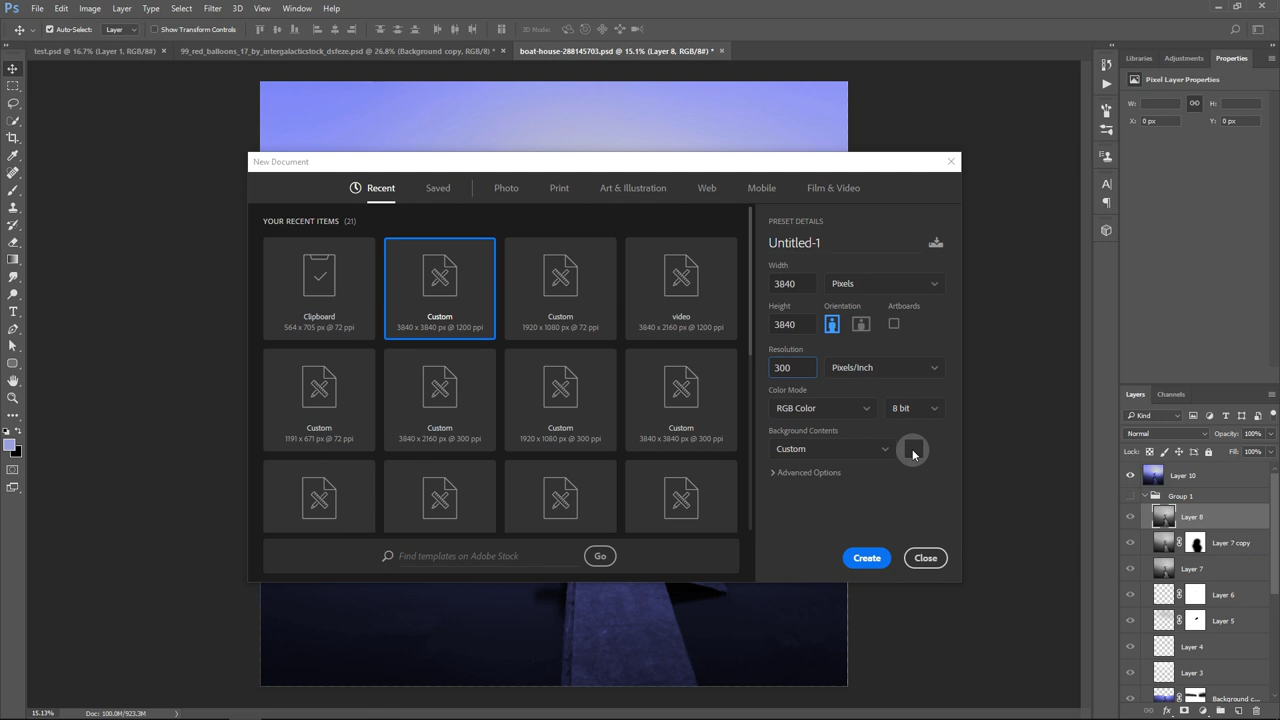 Ps File Edit Image Layer Type Select Filter 3D View Window Help
Auto-Select: Layer Show Transform Controls 3D Mode:
test.psd @ 16.7% (Layer 1, RGB/8#) × 99_red_balloons_17_by_intergalacticstock_dsfeze.psd @ 26.8% (Background copy, RGB/8) * × boat-house-288145703.psd @ 15.1% (Layer 8, RGB/8#) * ×
Libraries Adjustments Properties
Pixel Layer Properties
W: H:
X: 0 px Y: 0 px
New Document
Recent Saved Photo Print Art & Illustration Web Mobile Film & Video
YOUR RECENT ITEMS (21)
Clipboard
564 x 705 px @ 72 ppi
Custom
3840 x 3840 px @ 1200 ppi
Custom
1920 x 1080 px @ 72 ppi
video
3840 x 2160 px @ 1200 ppi
Custom
1191 x 671 px @ 72 ppi
Custom
3840 x 2160 px @ 300 ppi
Custom
1920 x 1080 px @ 300 ppi
Custom
3840 x 3840 px @ 300 ppi
Find templates on Adobe Stock Go
PRESET DETAILS
Untitled-1
Width
3840 Pixels
Height Orientation Artboards
3840
Resolution
300 Pixels/Inch
Color Mode
RGB Color 8 bit
Background Contents
Custom
Advanced Options
Create Close
Layers Channels
Kind
Normal Opacity: 100%
Lock: Fill: 100%
Layer 10
Group 1
Layer 8
Layer 7 copy
Layer 7
Layer 6
Layer 5
Layer 4
Layer 3
Background c...
15.13% Doc: 100.0M/923.3M